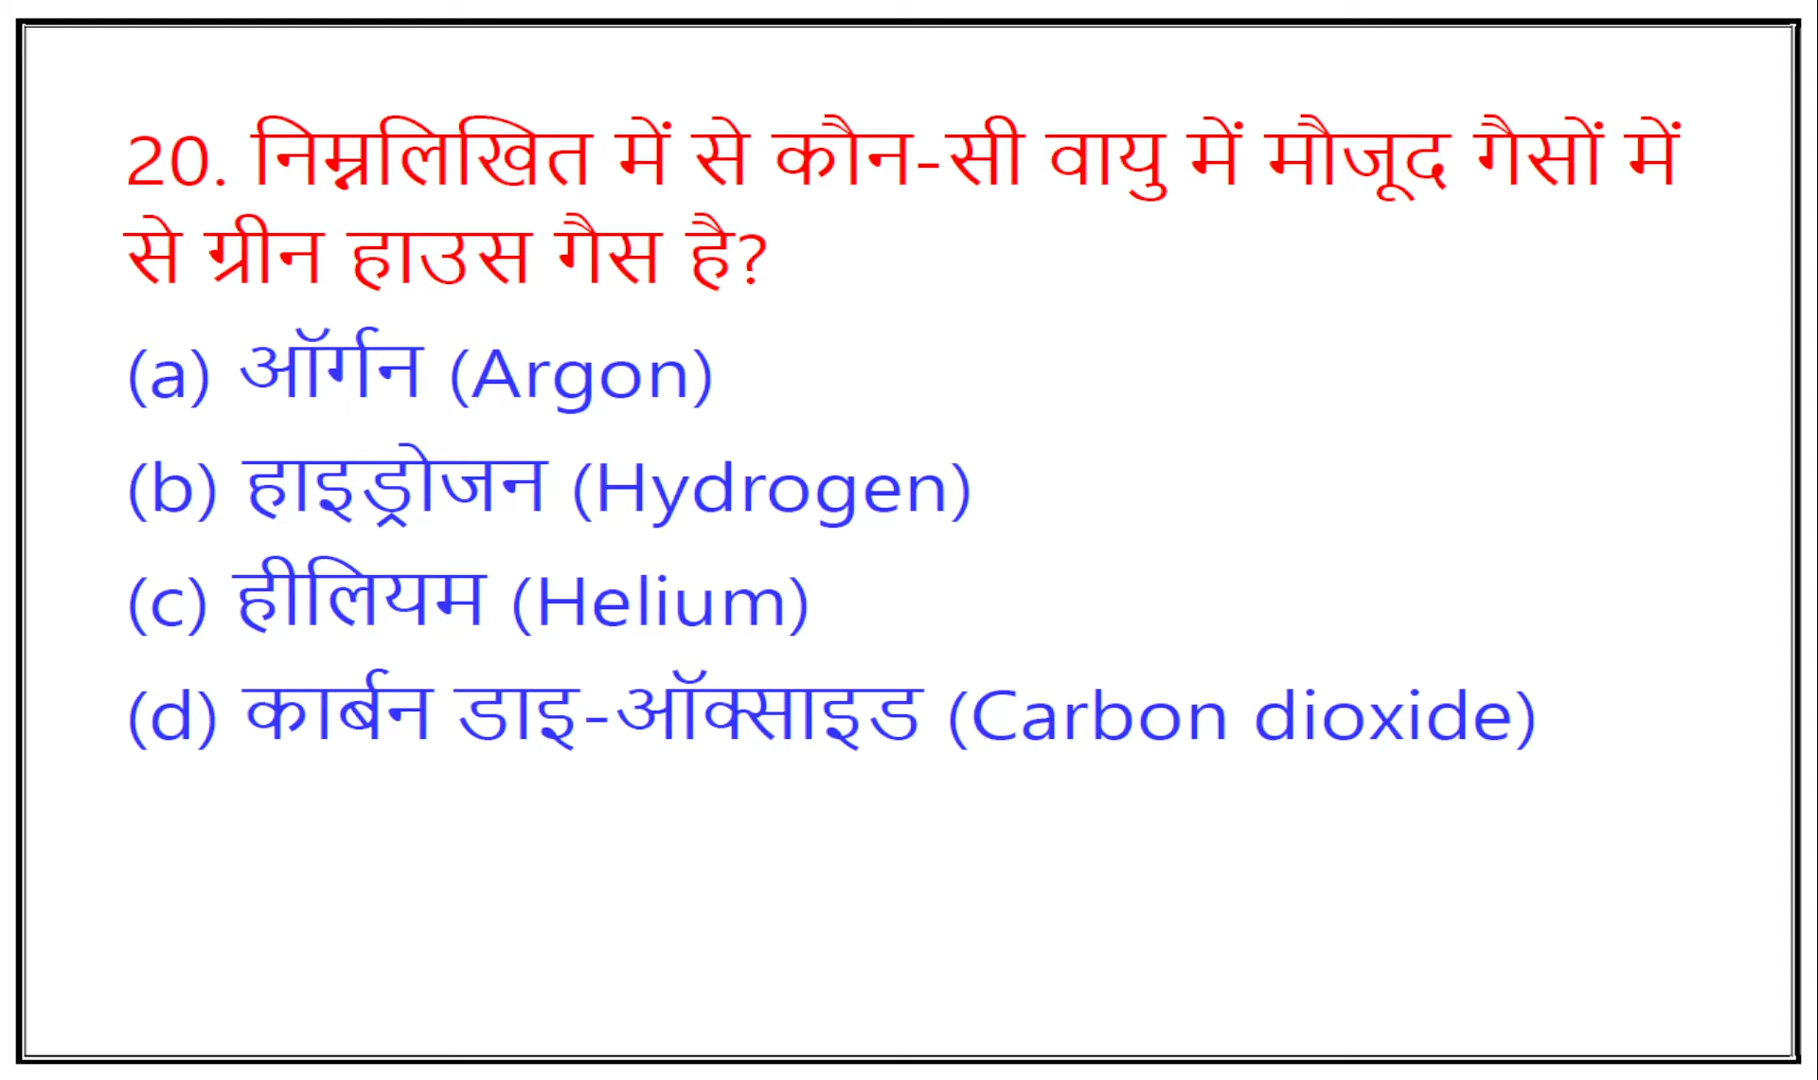 20. निम्नलिखित में से कौन-सी वायु में मौजूद गैसों में
से ग्रीन हाउस गैस है?
(a) ऑर्गन (Argon)
(b) हाइड्रोजन (Hydrogen)
(c) हीलियम (Helium)
(d) कार्बन डाइ-ऑक्साइड (Carbon dioxide)